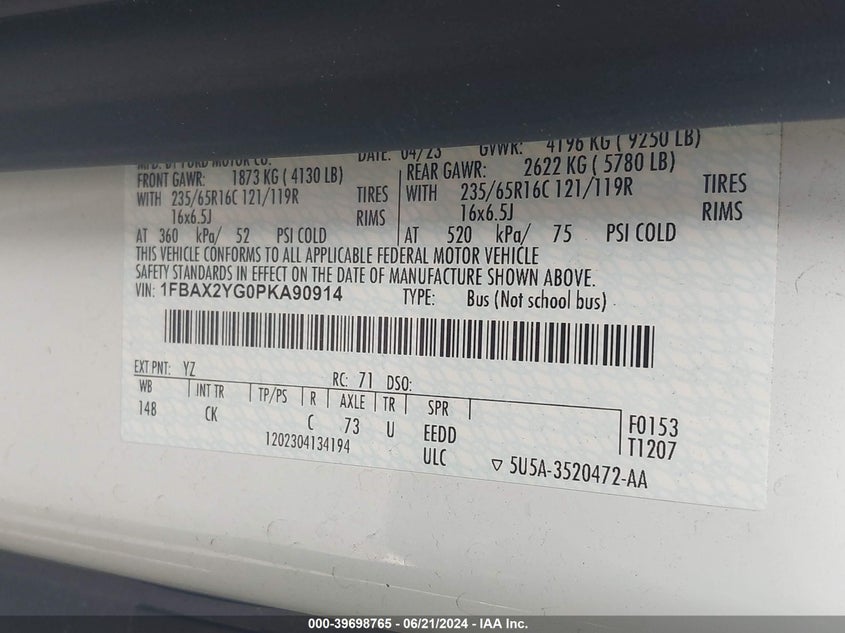 MFD. BY FORD MOTOR CO. DATE: 04/23 GVWR: 4196 KG ( 9250 LB)
FRONT GAWR: 1873 KG ( 4130 LB) REAR GAWR: 2622 KG ( 5780 LB)
WITH 235/65R16C 121/119R TIRES WITH 235/65R16C 121/119R TIRES
16x6.5J RIMS 16x6.5J RIMS
AT 360 kPa/ 52 PSI COLD AT 520 kPa/ 75 PSI COLD
THIS VEHICLE CONFORMS TO ALL APPLICABLE FEDERAL MOTOR VEHICLE
SAFETY STANDARDS IN EFFECT ON THE DATE OF MANUFACTURE SHOWN ABOVE.
VIN: 1FBAX2YG0PKA90914 TYPE: Bus (Not school bus)
EXT PNT: YZ RC: 71 DSO:
WB INT TR TP/PS R AXLE TR SPR
148 CK C 73 U EEDD F0153
1202304134194 ULC T1207
▽ 5U5A-3520472-AA
000-39698765 / 06/21/2024 - IAA Inc.